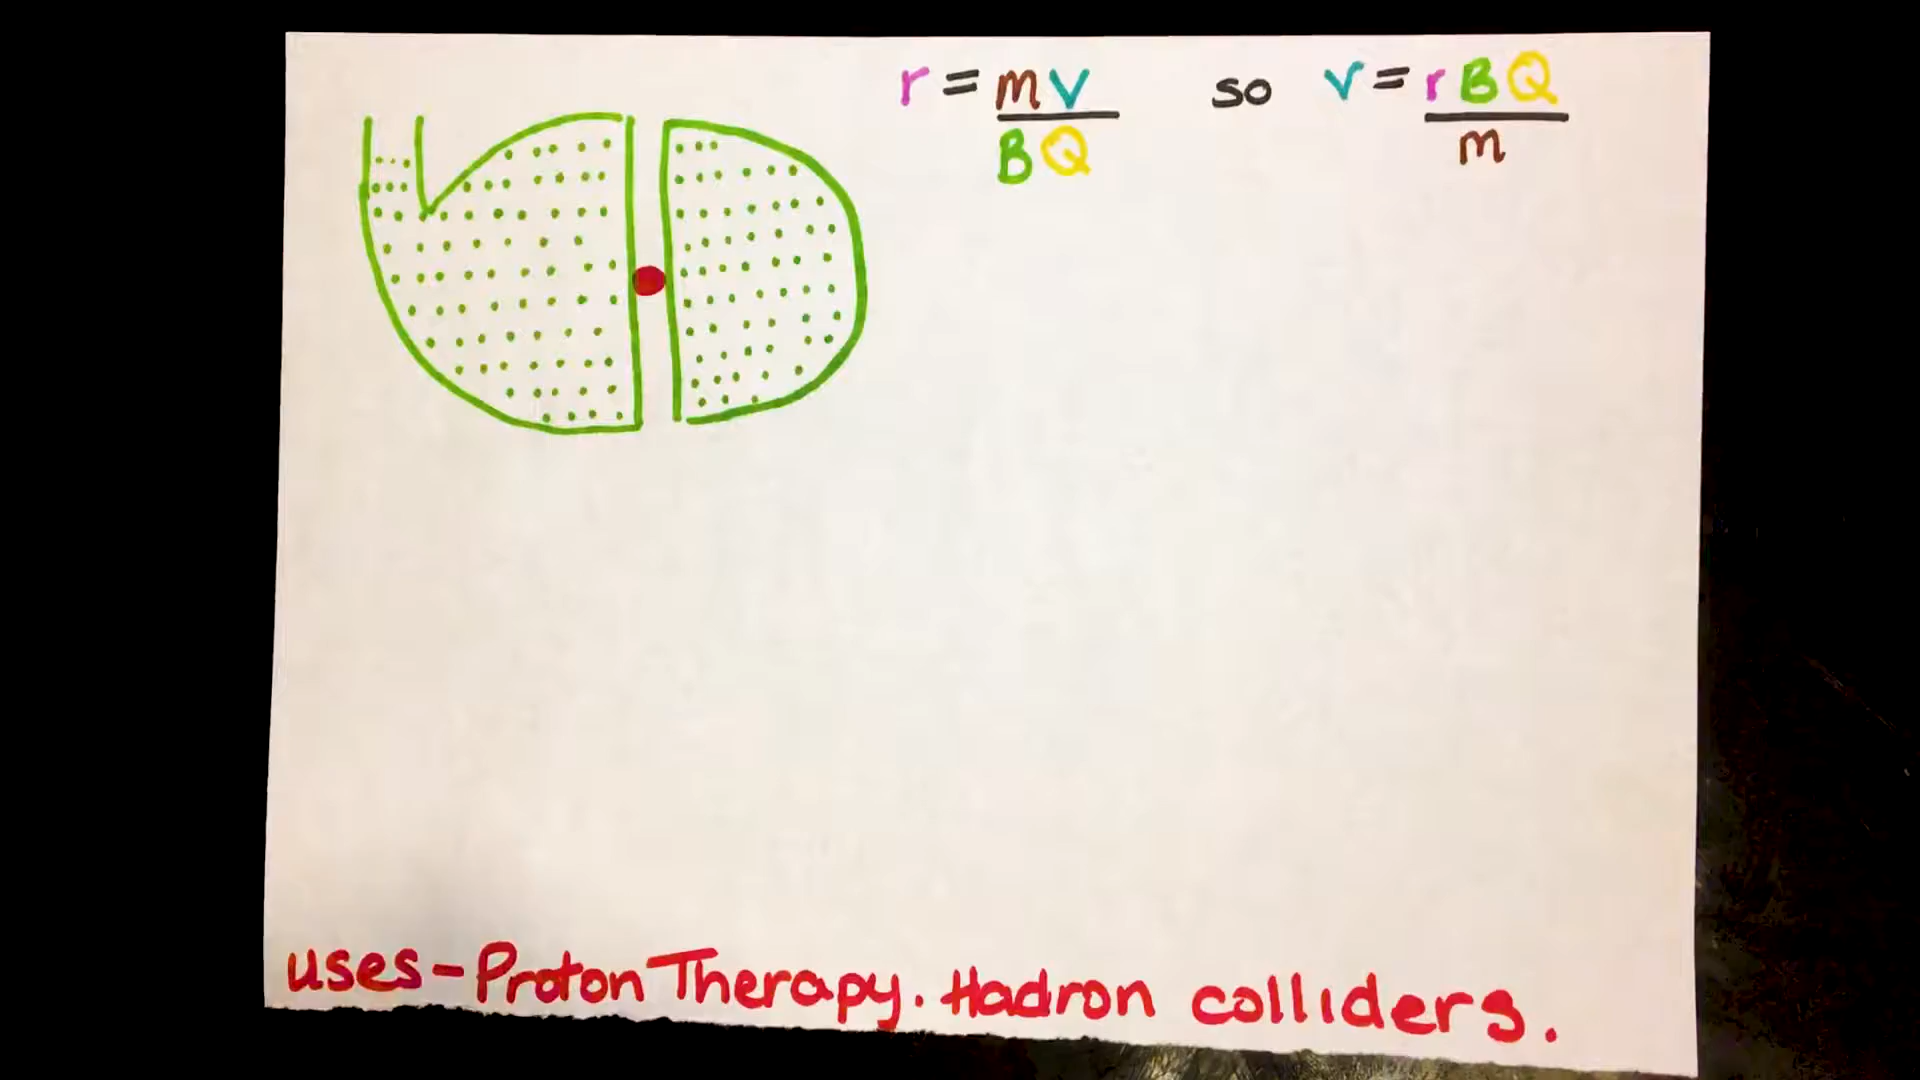 r = mv / BQ so v = rBQ / m
uses - Proton Therapy. Hadron colliders.